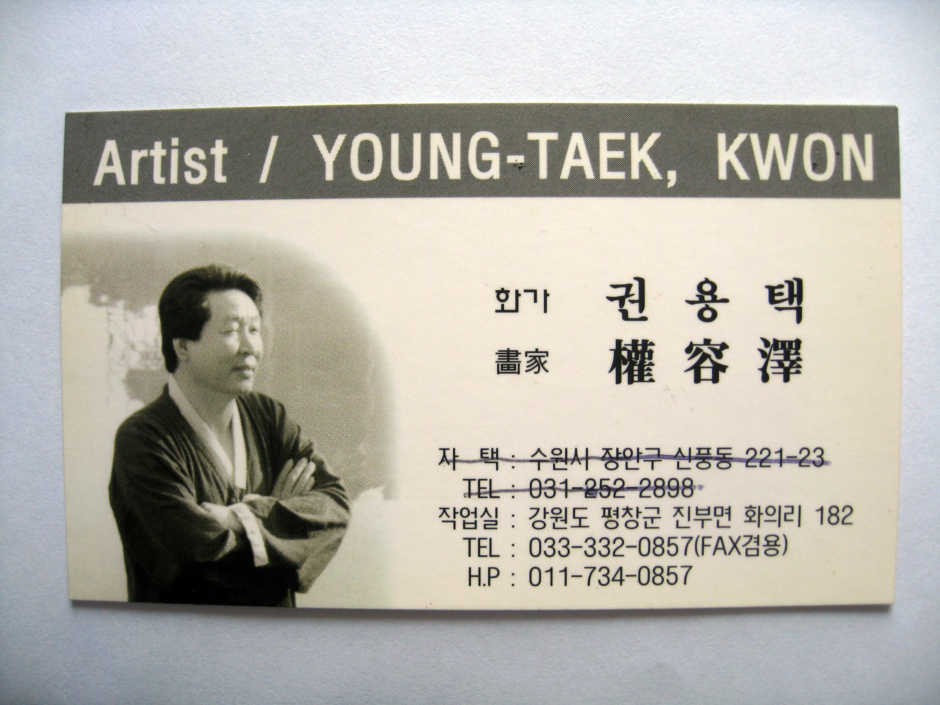 Artist / YOUNG-TAEK, KWON
화가 권 용 택
畫家 權 容 澤
자 택 : 수원시 장안구 신풍동 221-23
TEL : 031-252-2898
작업실 : 강원도 평창군 진부면 화의리 182
TEL : 033-332-0857(FAX겸용)
H.P : 011-734-0857